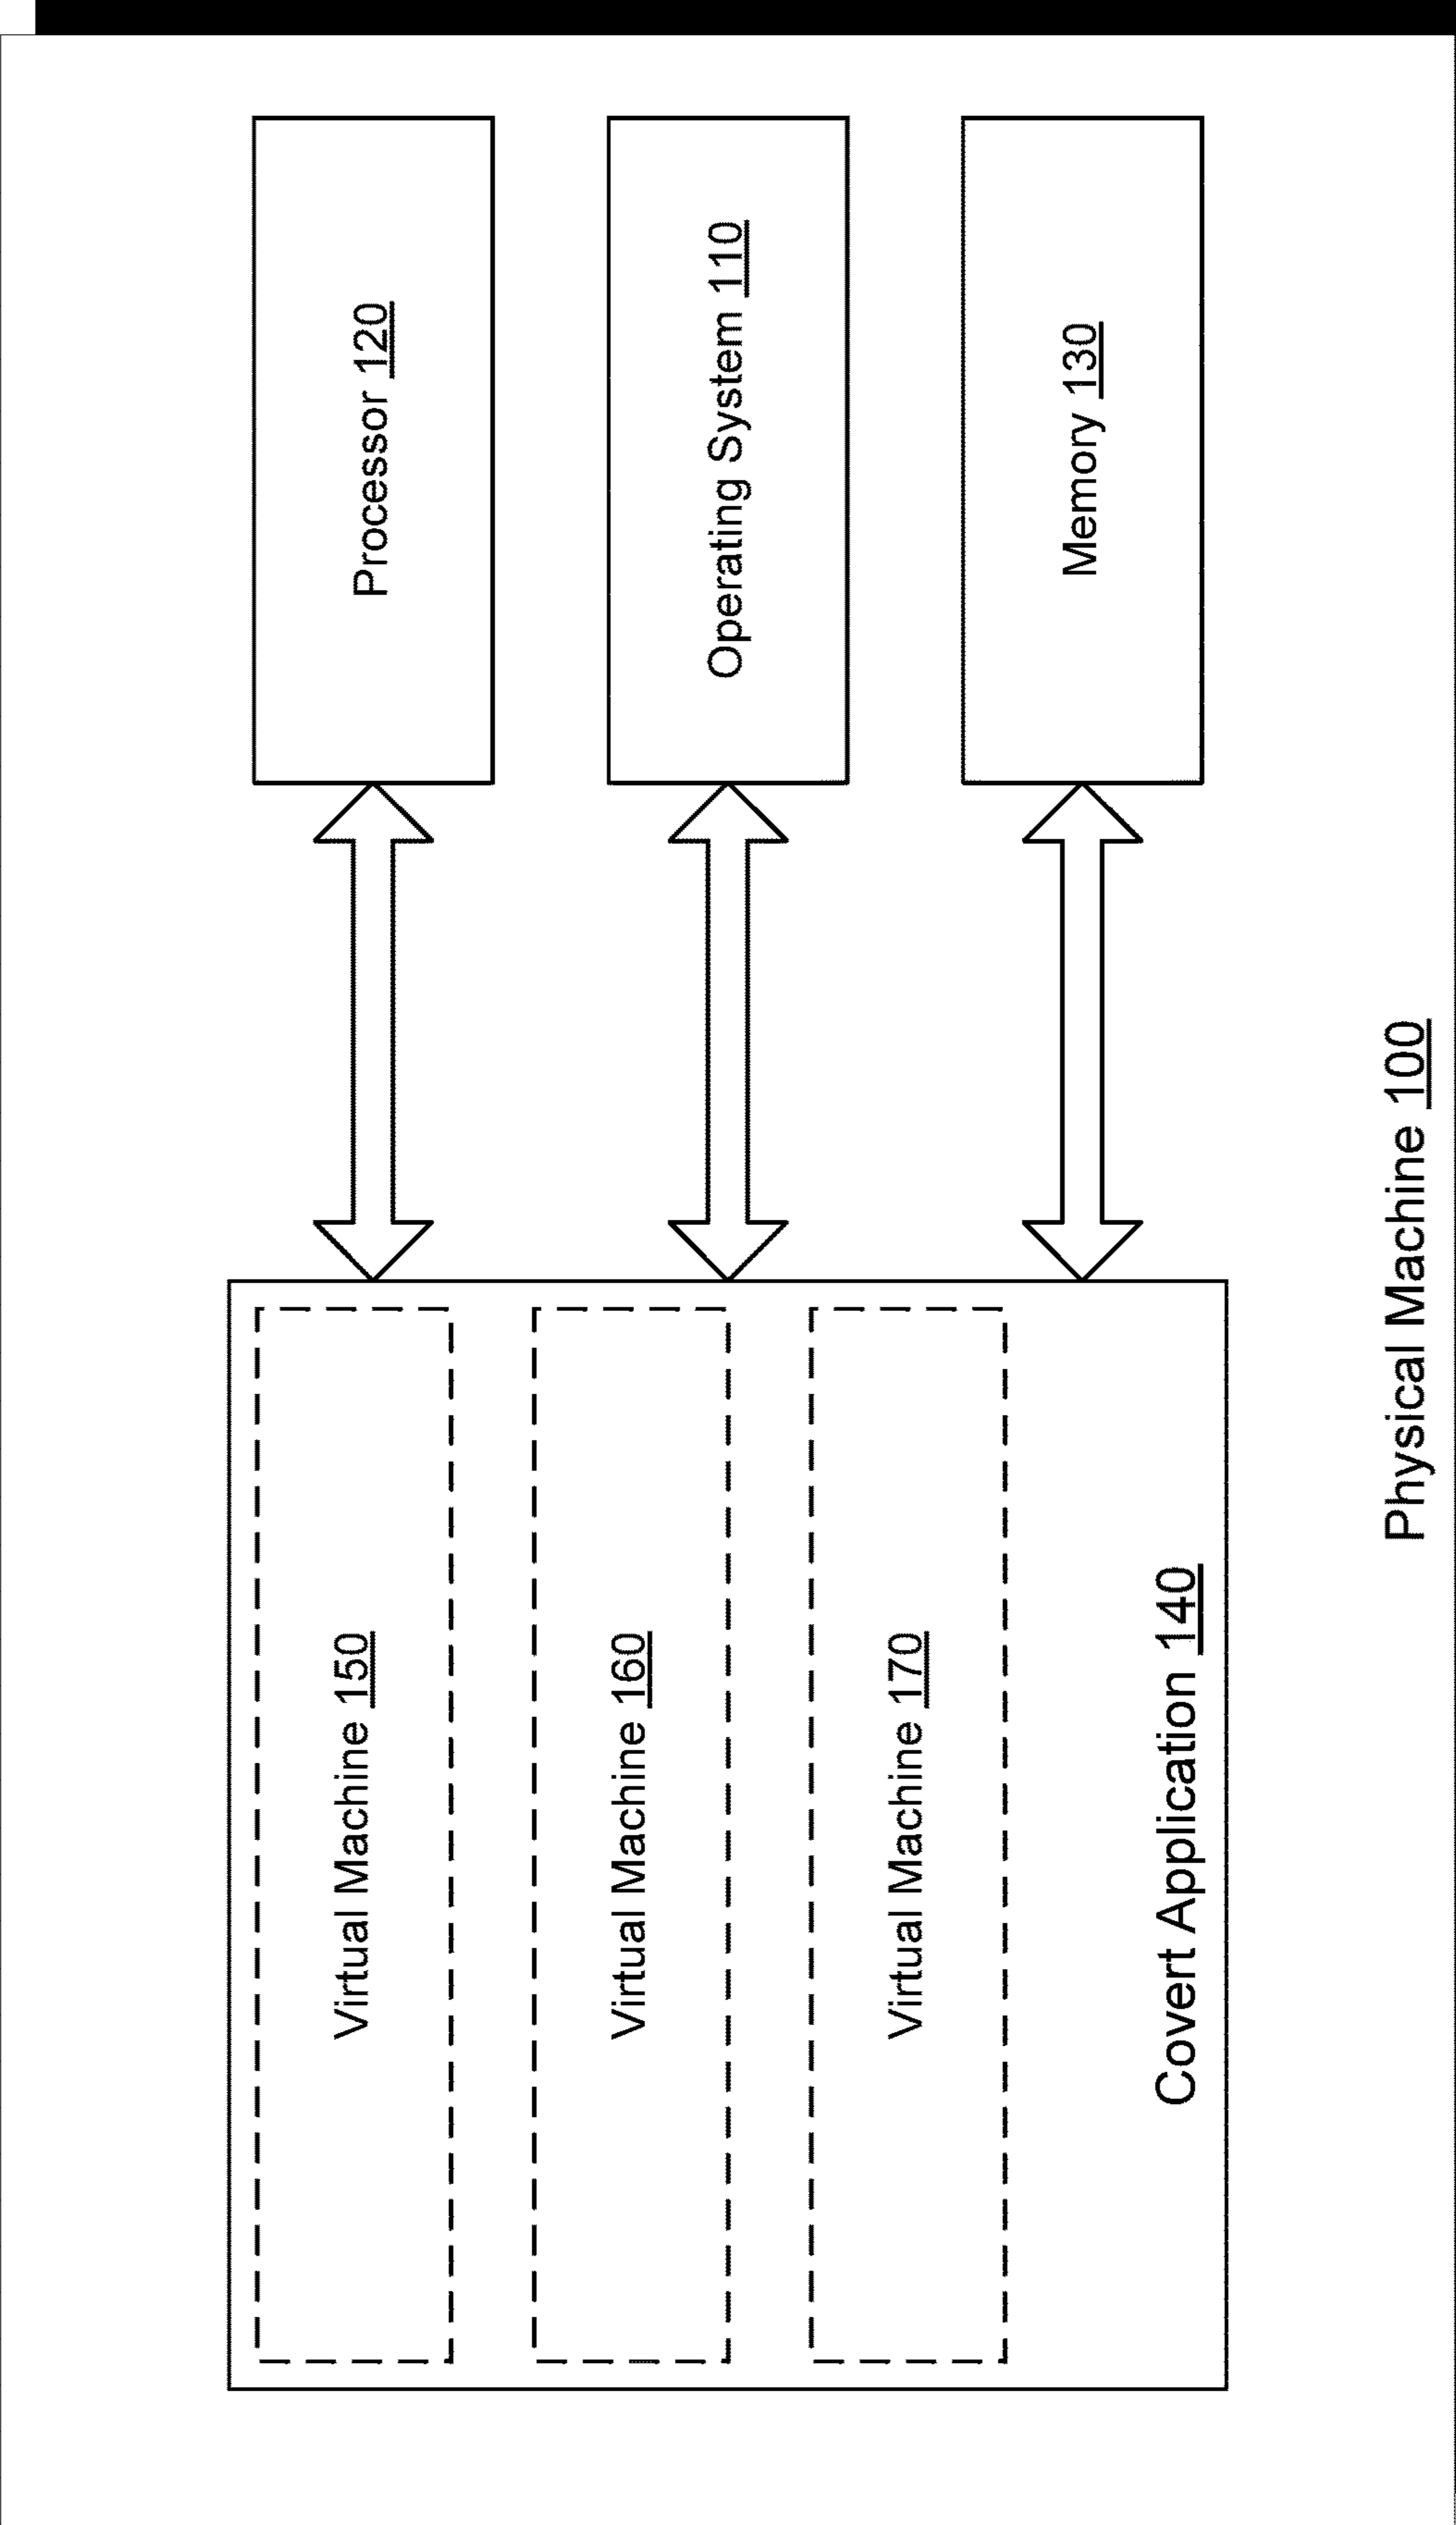 Virtual Machine 150
Processor 120
Virtual Machine 160
Operating System 110
Virtual Machine 170
Memory 130
Covert Application 140
Physical Machine 100